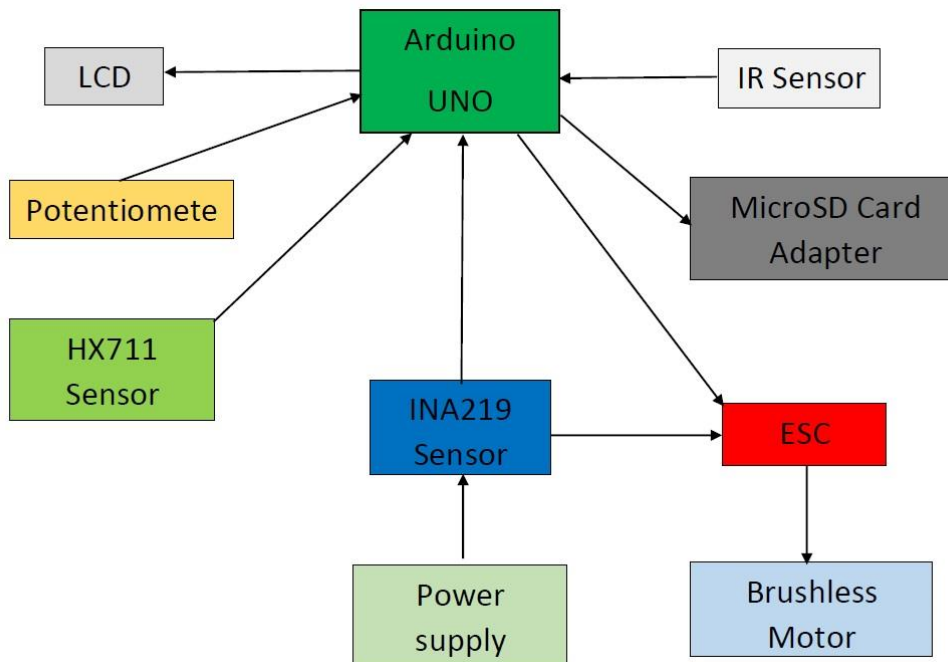 Arduino
UNO
LCD
IR Sensor
Potentiomete
MicroSD Card
Adapter
HX711
Sensor
INA219
Sensor
ESC
Power
supply
Brushless
Motor